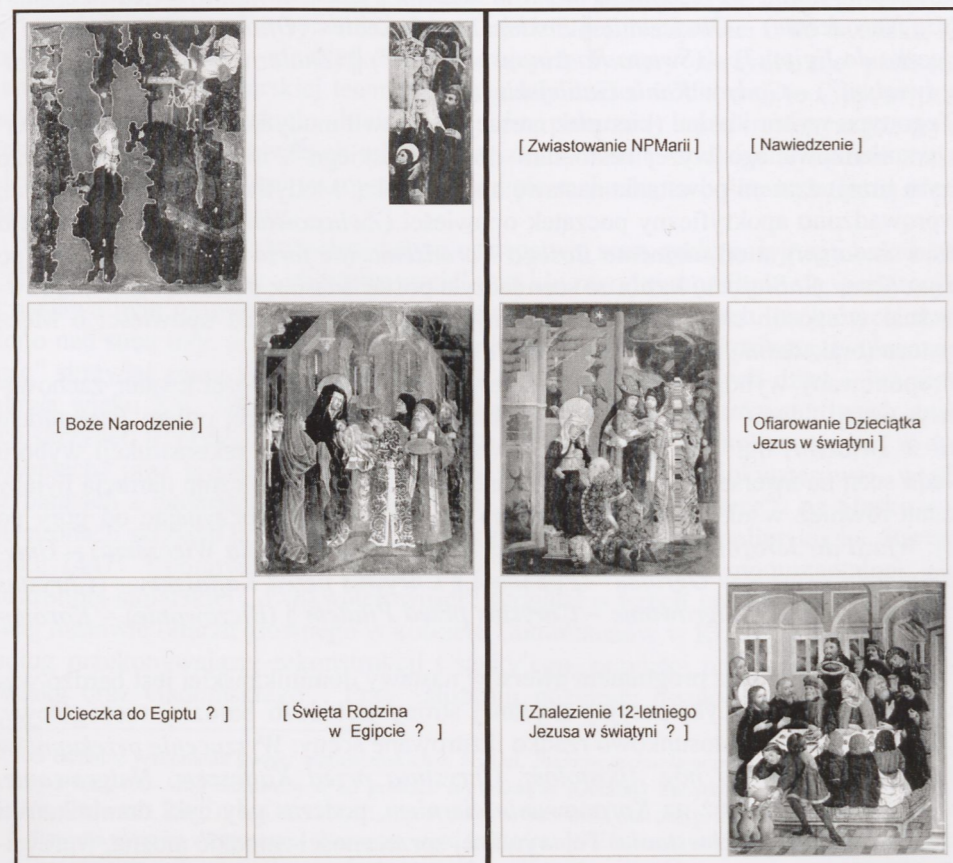 [ Zwiastowanie NPMarii ]
[ Nawiedzenie ]
[ Boże Narodzenie ]
[ Ofiarowanie Dzieciątka
Jezus w świątyni ]
[ Ucieczka do Egiptu ? ]
[ Święta Rodzina
w Egipcie ? ]
[ Znalezienie 12-letniego
Jezusa w świątyni ? ]